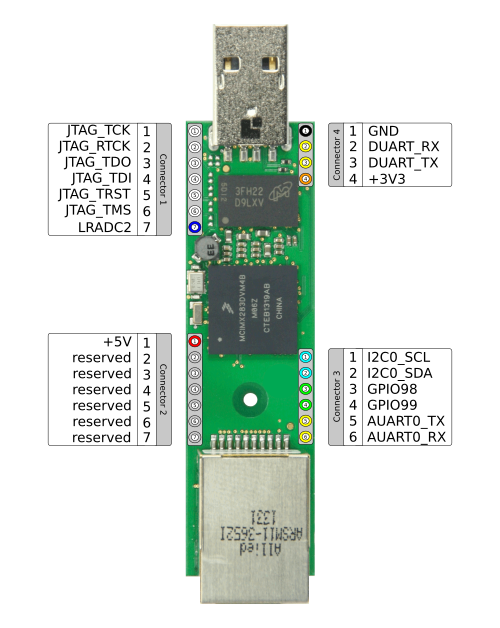 JTAG_TCK 1
JTAG_RTCK 2
JTAG_TDO 3
JTAG_TDI 4
JTAG_TRST 5
JTAG_TMS 6
LRADC2 7
Connector 1
Connector 4
1 GND
2 DUART_RX
3 DUART_TX
4 +3V3
3FH22
D9LXV
EE
MCIMX283DVM4B
M86Z
CTEB1319AB
CHINA
+5V 1
reserved 2
reserved 3
reserved 4
reserved 5
reserved 6
reserved 7
Connector 2
Connector 3
1 I2C0_SCL
2 I2C0_SDA
3 GPIO98
4 GPIO99
5 AUART0_TX
6 AUART0_RX
Allied
ARSM11-3652I
1331